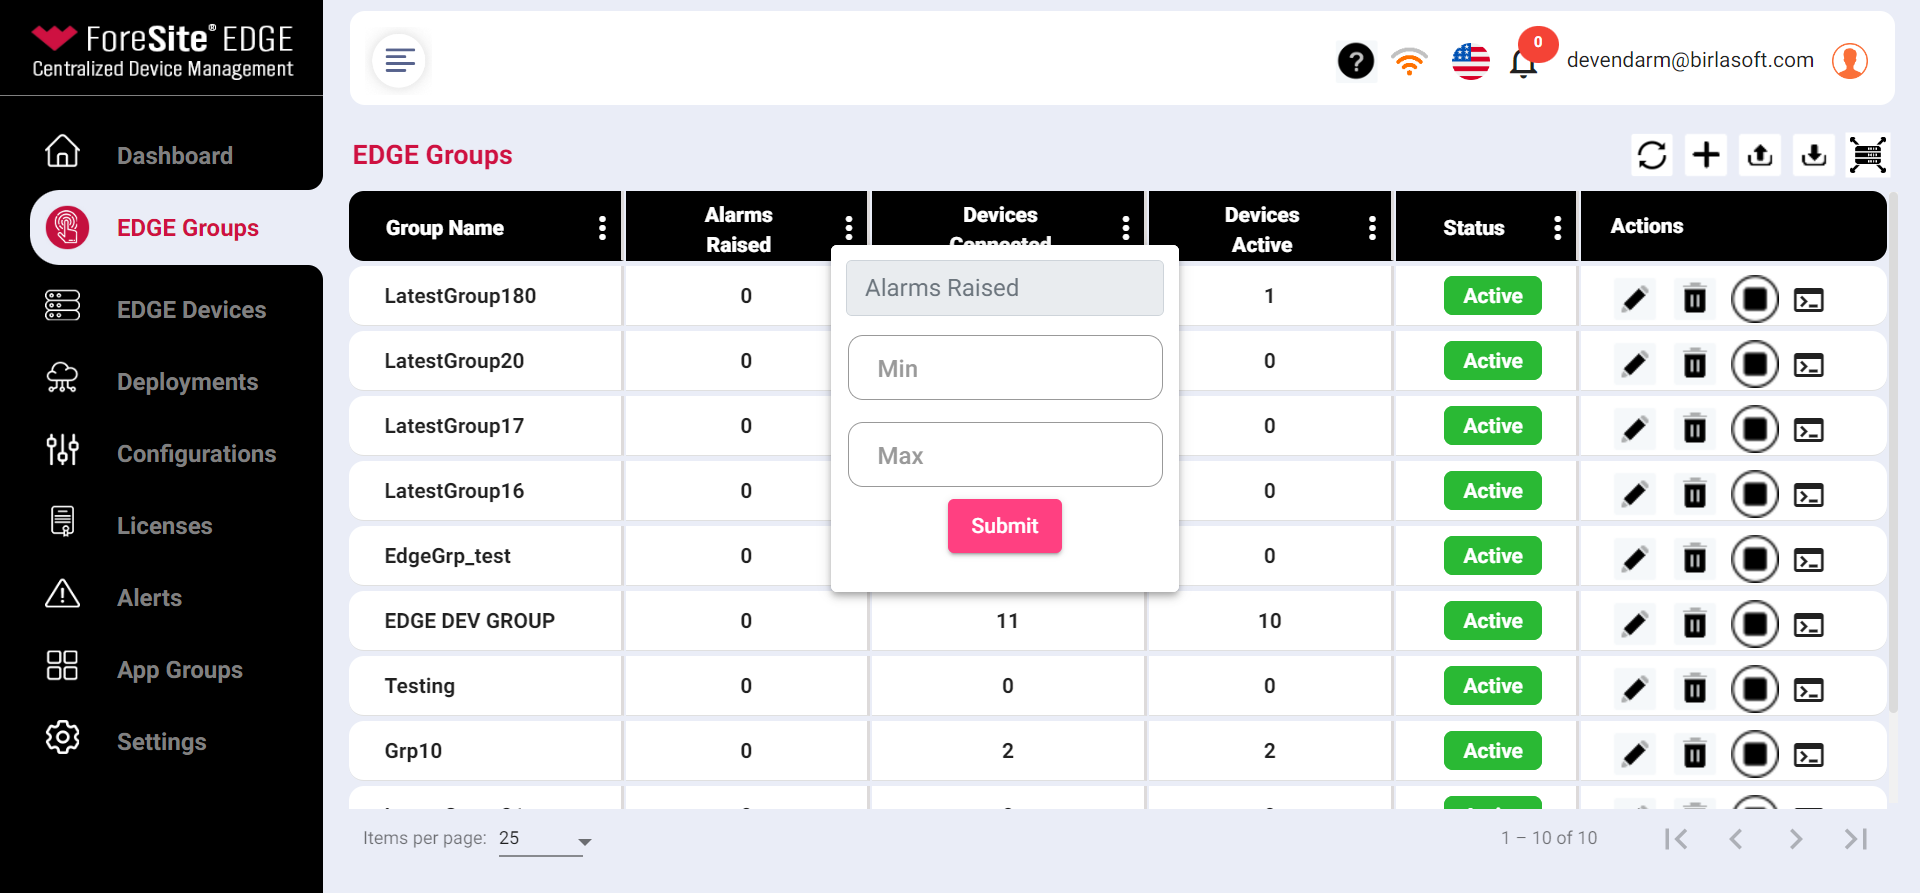 ForeSite® EDGE
Centralized Device Management
Dashboard
EDGE Groups
EDGE Devices
Deployments
Configurations
Licenses
Alerts
App Groups
Settings
?
0
devendarm@birlasoft.com
EDGE Groups
Group Name
Alarms
Raised
Devices
Connected
Devices
Active
Status
Actions
LatestGroup180 0 1 Active
LatestGroup20 0 0 Active
LatestGroup17 0 0 Active
LatestGroup16 0 0 Active
EdgeGrp_test 0 0 Active
EDGE DEV GROUP 0 11 10 Active
Testing 0 0 0 Active
Grp10 0 2 2 Active
Alarms Raised
Min
Max
Submit
Items per page: 25
1 – 10 of 10